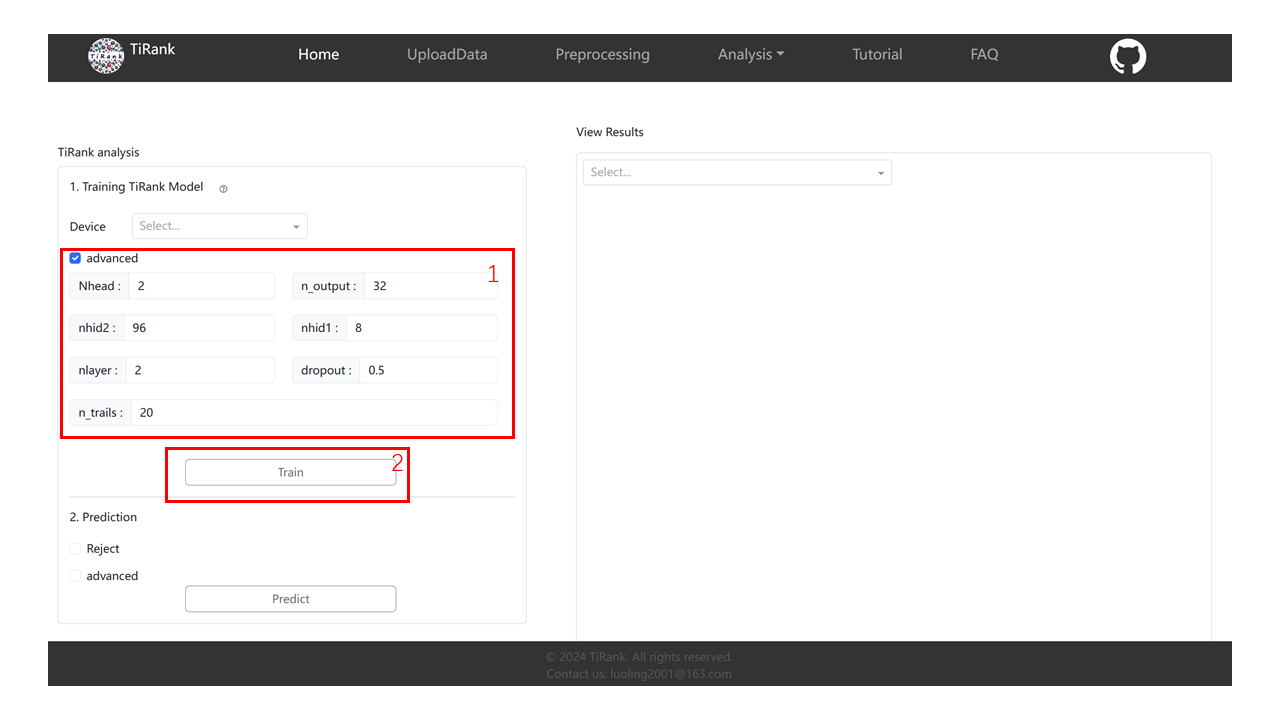 TiRank
TiRank Home UploadData Preprocessing Analysis Tutorial FAQ
View Results
TiRank analysis
Select...
1. Training TiRank Model ?
Device Select...
advanced
1
Nhead : 2 n_output : 32
nhid2 : 96 nhid1 : 8
nlayer : 2 dropout : 0.5
n_trails : 20
2
Train
2. Prediction
Reject
advanced
Predict
© 2024 TiRank. All rights reserved.
Contact us: luoling2001@163.com